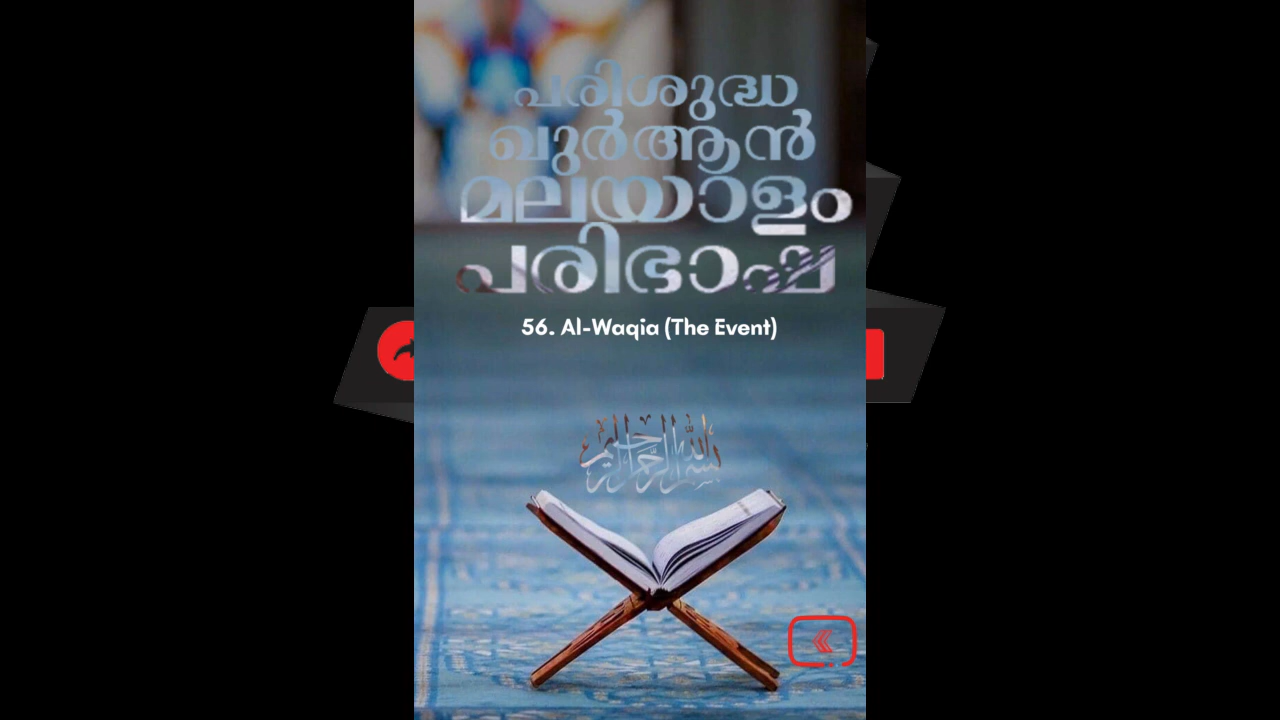 പരിശുദ്ധ
ഖുർആൻ
മലയാളം
പരിഭാഷ
56. Al-Waqia (The Event)
بسم الله الرحمن الرحيم